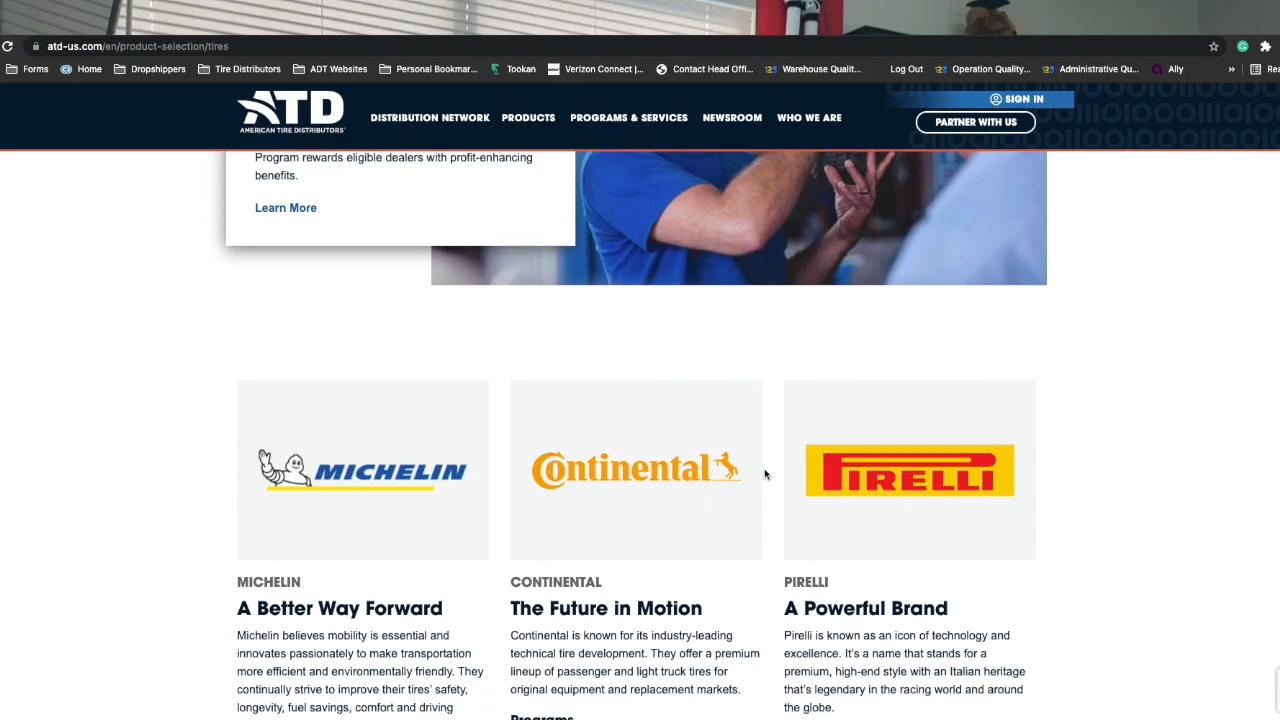 atd-us.com/en/product-selection/tires
Forms Home Dropshippers Tire Distributors ADT Websites Personal Bookmar... Tookan Verizon Connect |... Contact Head Offi... Warehouse Qualit... Log Out Operation Quality... Administrative Qu... Ally » Rea
ATD
AMERICAN TIRE DISTRIBUTORS
SIGN IN
DISTRIBUTION NETWORK PRODUCTS PROGRAMS & SERVICES NEWSROOM WHO WE ARE
PARTNER WITH US
Program rewards eligible dealers with profit-enhancing
benefits.
Learn More
MICHELIN
Continental
PIRELLI
MICHELIN
A Better Way Forward
Michelin believes mobility is essential and
innovates passionately to make transportation
more efficient and environmentally friendly. They
continually strive to improve their tires' safety,
longevity, fuel savings, comfort and driving
CONTINENTAL
The Future in Motion
Continental is known for its industry-leading
technical tire development. They offer a premium
lineup of passenger and light truck tires for
original equipment and replacement markets.
Programs
PIRELLI
A Powerful Brand
Pirelli is known as an icon of technology and
excellence. It's a name that stands for a
premium, high-end style with an Italian heritage
that's legendary in the racing world and around
the globe.